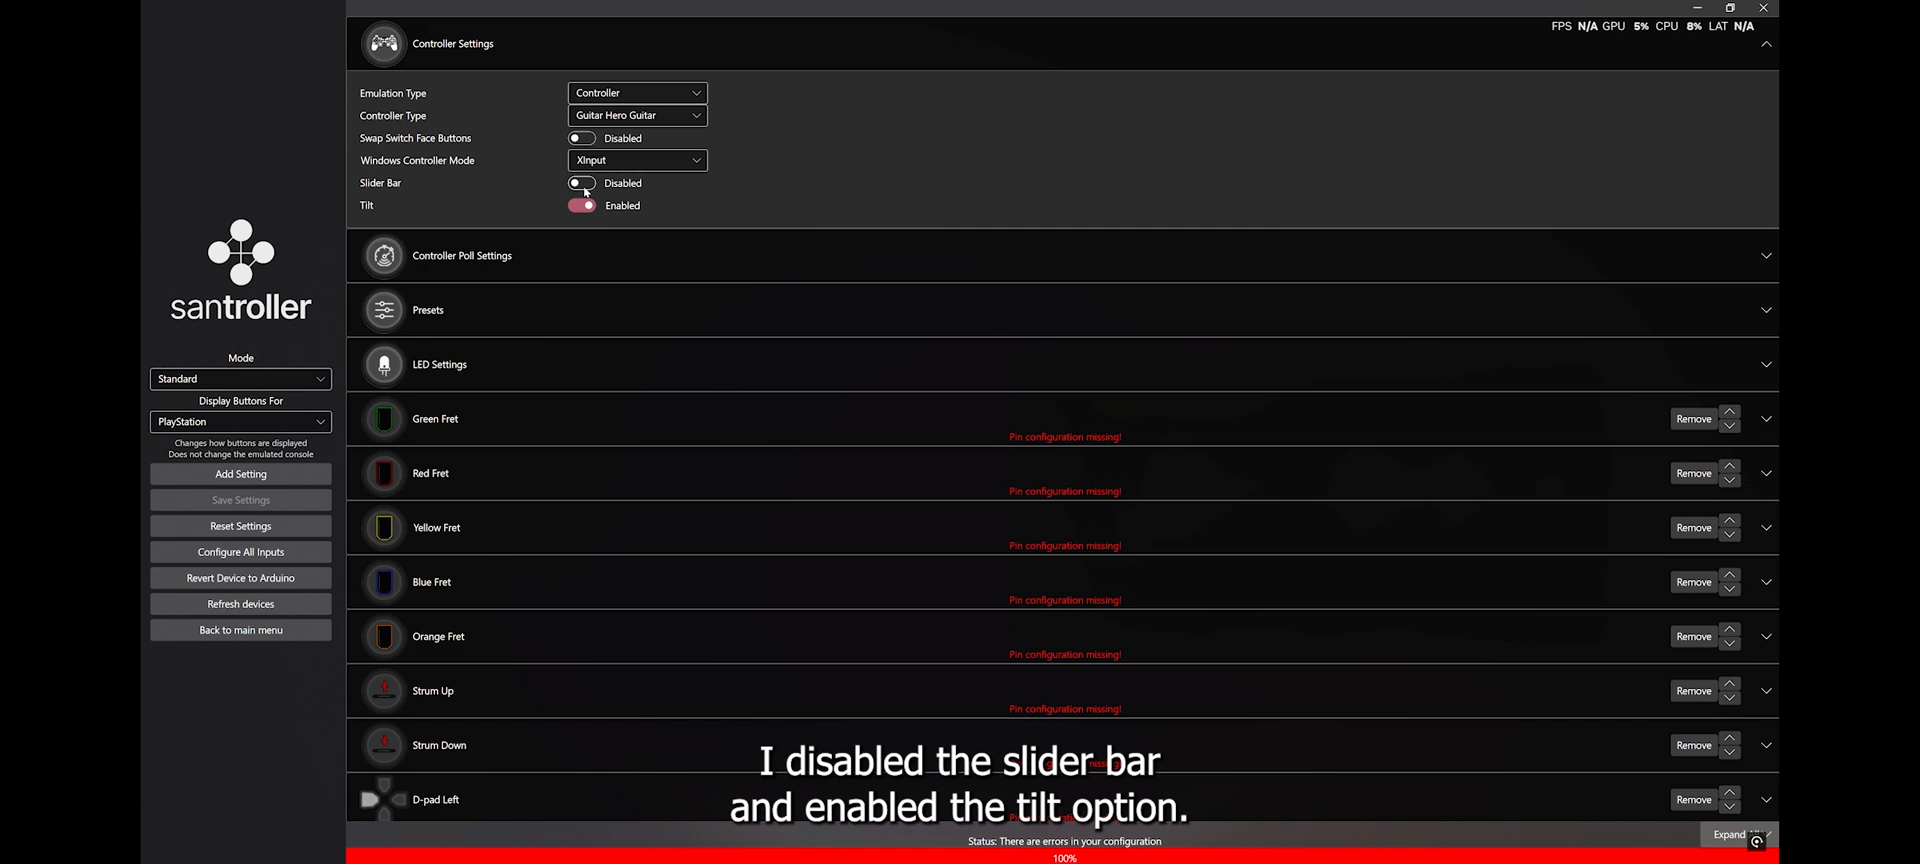 FPS N/A GPU 5% CPU 8% LAT N/A
Controller Settings
Emulation Type
Controller
Controller Type
Guitar Hero Guitar
Swap Switch Face Buttons
Disabled
Windows Controller Mode
XInput
Slider Bar
Disabled
Tilt
Enabled
Controller Poll Settings
Presets
LED Settings
Green Fret
Remove
Pin configuration missing!
Red Fret
Remove
Pin configuration missing!
Yellow Fret
Remove
Pin configuration missing!
Blue Fret
Remove
Pin configuration missing!
Orange Fret
Remove
Pin configuration missing!
Strum Up
Remove
Pin configuration missing!
Strum Down
Remove
D-pad Left
Remove
santroller
Mode
Standard
Display Buttons For
PlayStation
Changes how buttons are displayed
Does not change the emulated console
Add Setting
Save Settings
Reset Settings
Configure All Inputs
Revert Device to Arduino
Refresh devices
Back to main menu
I disabled the slider bar
and enabled the tilt option.
Expand
Status: There are errors in your configuration
100%